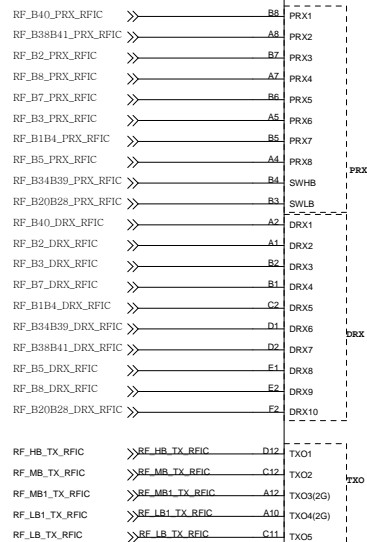 RF_B40_PRX_RFIC B8 PRX1
RF_B38B41_PRX_RFIC A8 PRX2
RF_B2_PRX_RFIC B7 PRX3
RF_B8_PRX_RFIC A7 PRX4
RF_B7_PRX_RFIC B6 PRX5
RF_B3_PRX_RFIC A5 PRX6
RF_B1B4_PRX_RFIC B5 PRX7
RF_B5_PRX_RFIC A4 PRX8
PRX
RF_B34B39_PRX_RFIC B4 SWHB
RF_B20B28_PRX_RFIC B3 SWLB
RF_B40_DRX_RFIC A2 DRX1
RF_B2_DRX_RFIC A1 DRX2
RF_B3_DRX_RFIC B2 DRX3
RF_B7_DRX_RFIC B1 DRX4
RF_B1B4_DRX_RFIC C2 DRX5
RF_B34B39_DRX_RFIC D1 DRX6
DRX
RF_B38B41_DRX_RFIC D2 DRX7
RF_B5_DRX_RFIC E1 DRX8
RF_B8_DRX_RFIC E2 DRX9
RF_B20B28_DRX_RFIC F2 DRX10
RF_HB_TX_RFIC RF_HB_TX_RFIC D12 TXO1
RF_MB_TX_RFIC RF_MB_TX_RFIC C12 TXO2
TXO
RF_MB1_TX_RFIC RF_MB1_TX_RFIC A12 TXO3(2G)
RF_LB1_TX_RFIC RF_LB1_TX_RFIC A10 TXO4(2G)
RF_LB_TX_RFIC RF_LB_TX_RFIC C11 TXO5